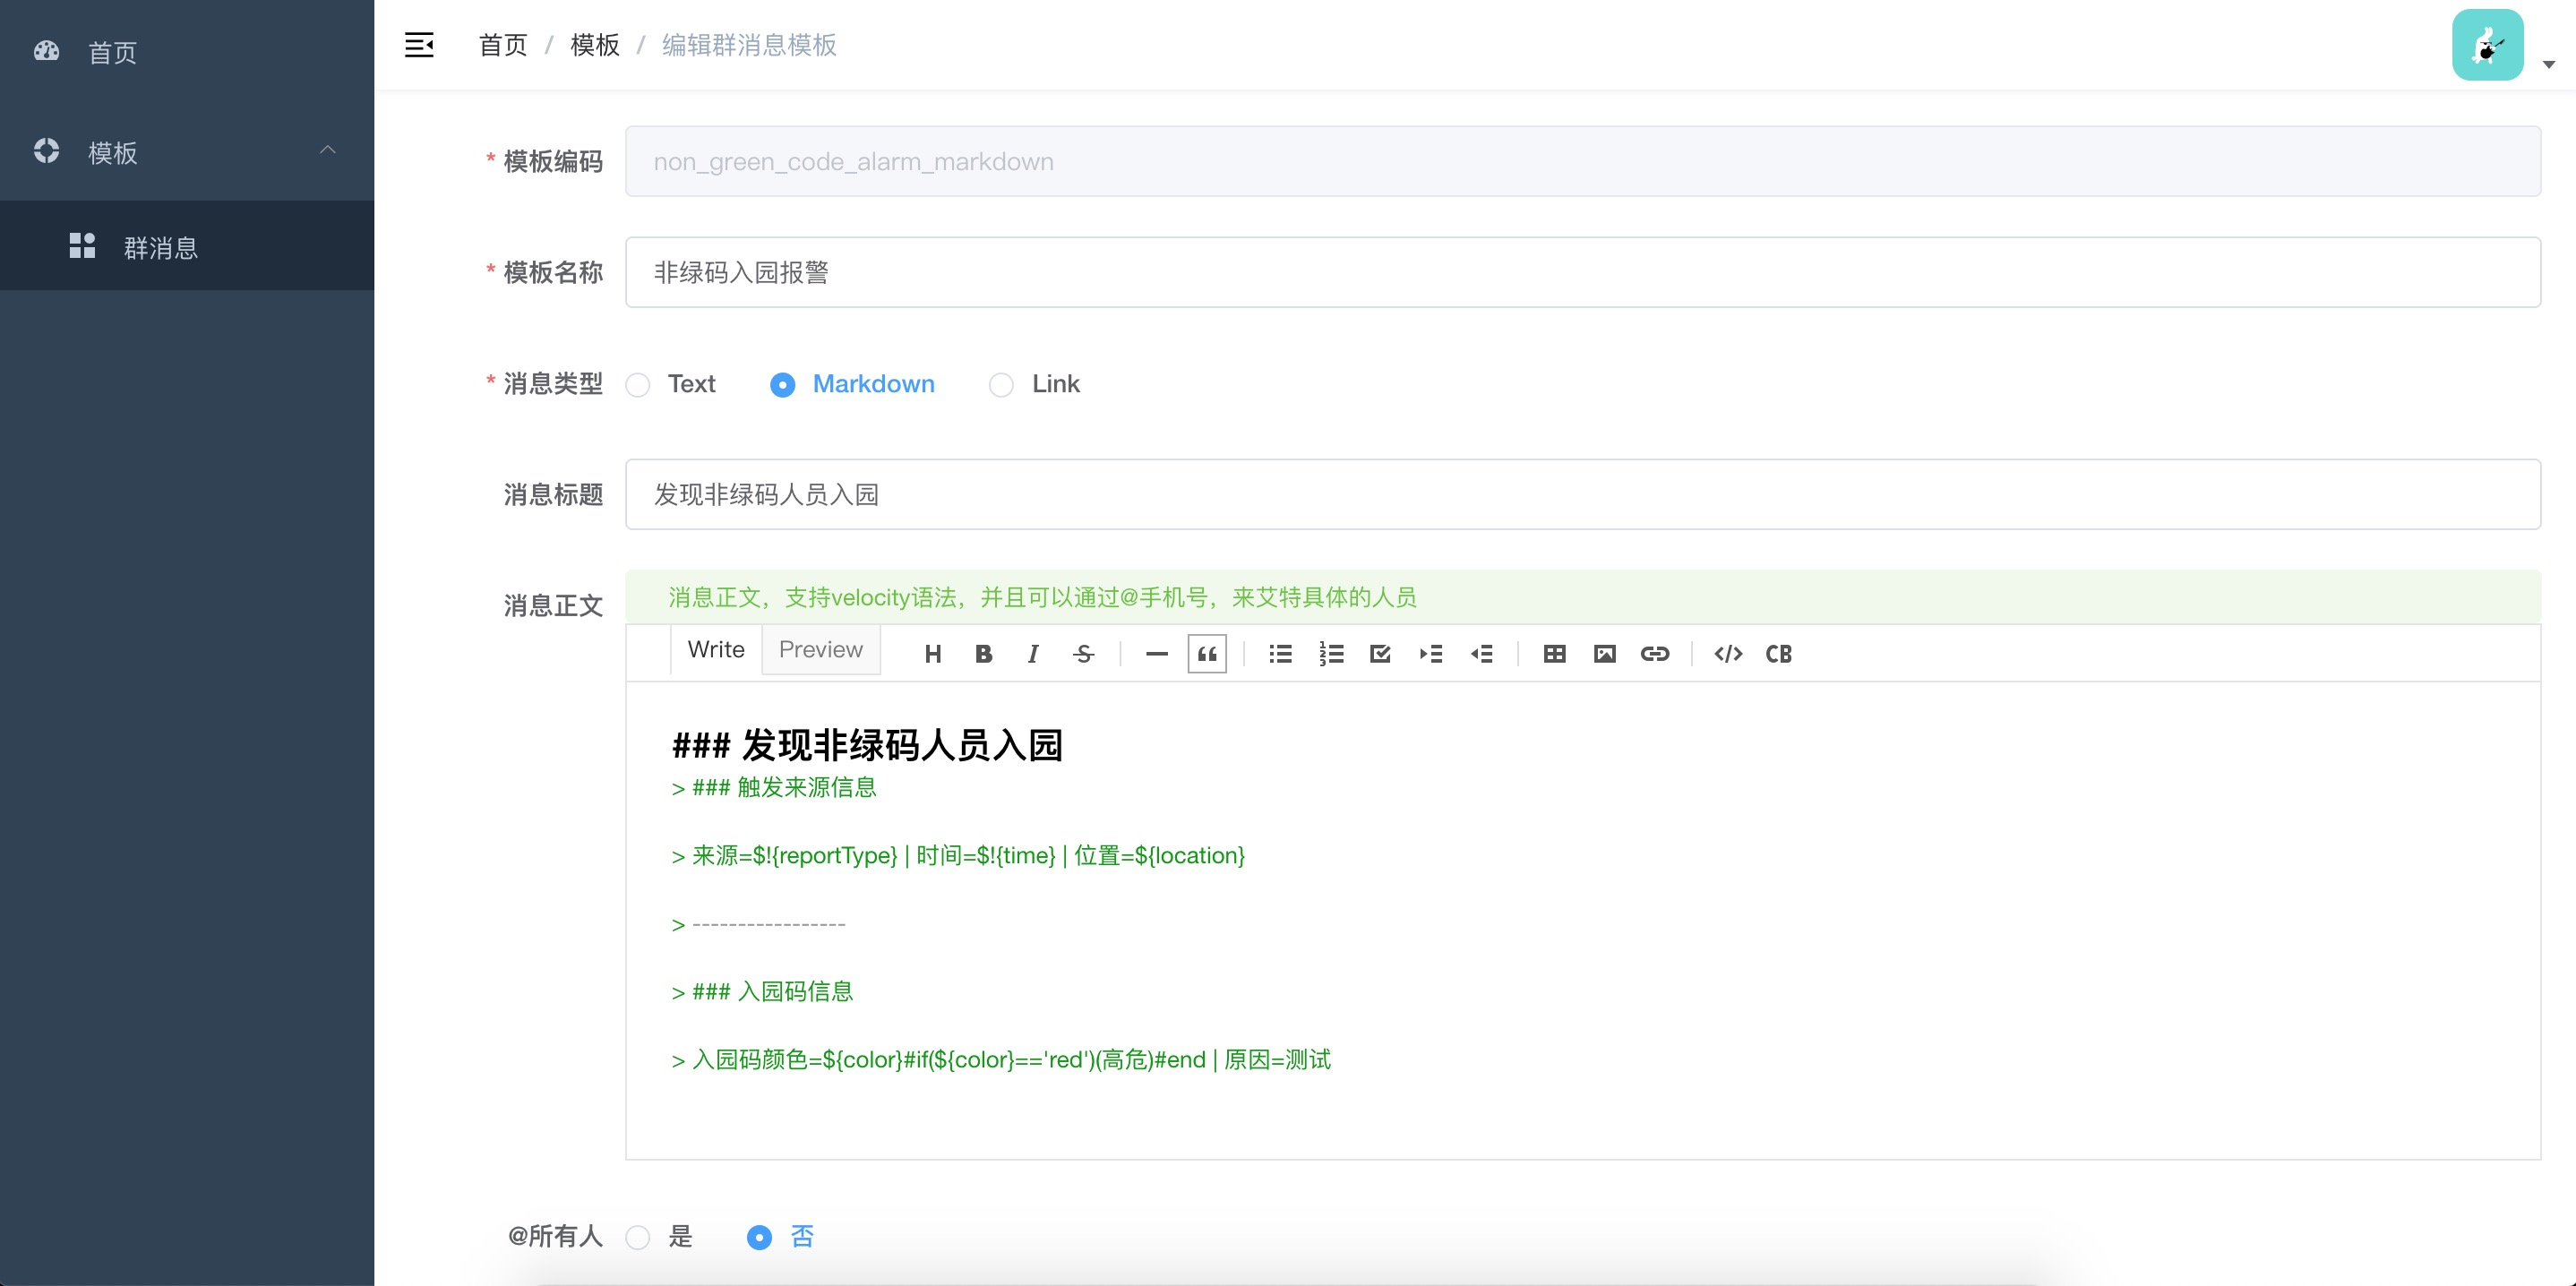 首页
模板
群消息
首页 / 模板 / 编辑群消息模板
* 模板编码 non_green_code_alarm_markdown
* 模板名称 非绿码入园报警
* 消息类型 Text Markdown Link
消息标题 发现非绿码人员入园
消息正文 消息正文，支持velocity语法，并且可以通过@手机号，来艾特具体的人员
Write Preview H B I S CB
### 发现非绿码人员入园
> ### 触发来源信息
> 来源=$!{reportType} | 时间=$!{time} | 位置=${location}
> -----------------
> ### 入园码信息
> 入园码颜色=${color}#if(${color}=='red')(高危)#end | 原因=测试
@所有人 是 否